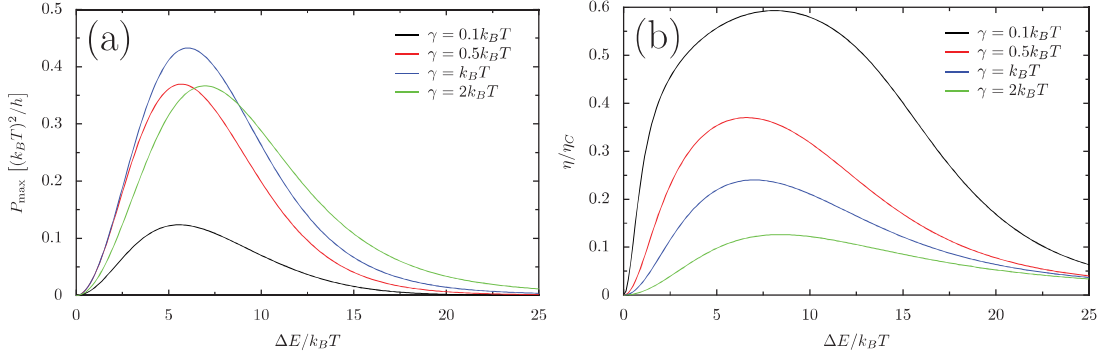 (a)
γ = 0.1k_BT
γ = 0.5k_BT
γ = k_BT
γ = 2k_BT
P_max [(k_BT)²/h]
0.5
0.4
0.3
0.2
0.1
0
0 5 10 15 20 25
ΔE/k_BT
(b)
γ = 0.1k_BT
γ = 0.5k_BT
γ = k_BT
γ = 2k_BT
η/η_C
0.6
0.5
0.4
0.3
0.2
0.1
0
0 5 10 15 20 25
ΔE/k_BT